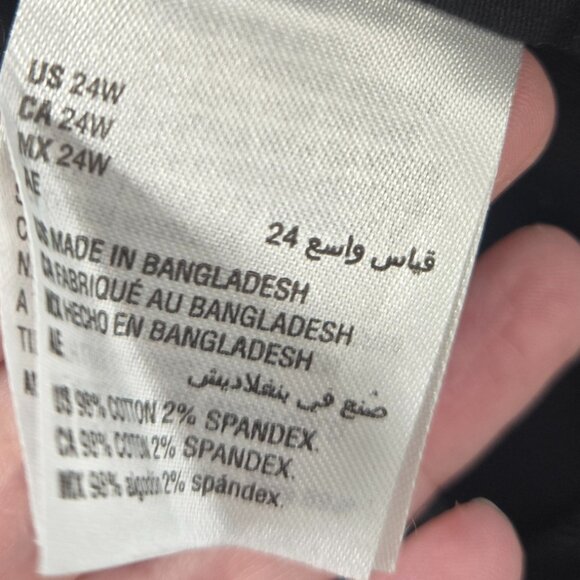 US 24W
CA 24W
MX 24W
AE
قياس واسع 24
US MADE IN BANGLADESH
CA FABRIQUÉ AU BANGLADESH
MX HECHO EN BANGLADESH
AE
صنع في بنغلاديش
US 98% COTTON 2% SPANDEX.
CA 98% COTON 2% SPANDEX.
MX 98% algodón 2% spández.